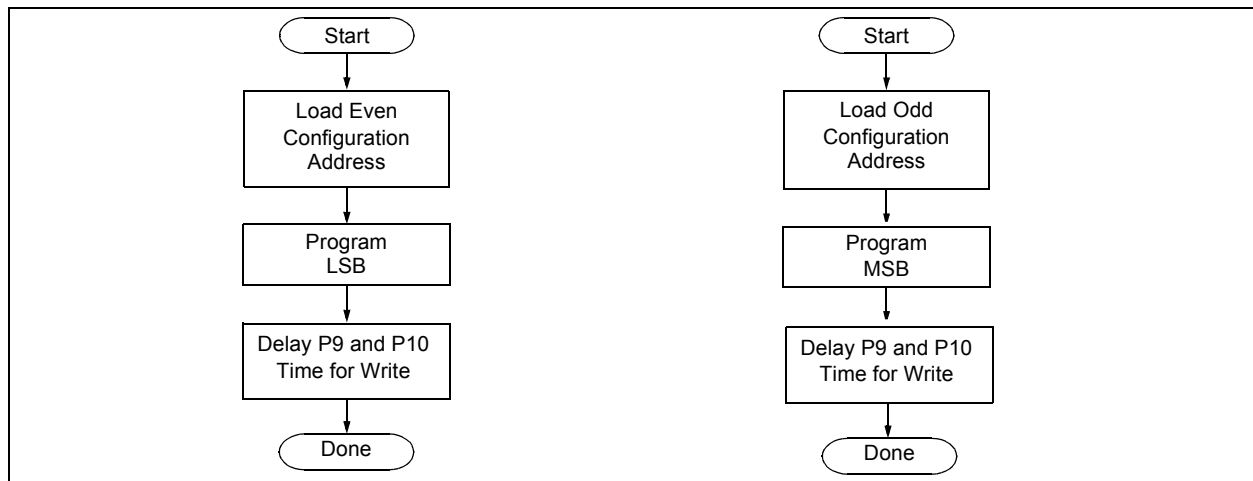 Start
Load Even
Configuration
Address
Program
LSB
Delay P9 and P10
Time for Write
Done
Start
Load Odd
Configuration
Address
Program
MSB
Delay P9 and P10
Time for Write
Done